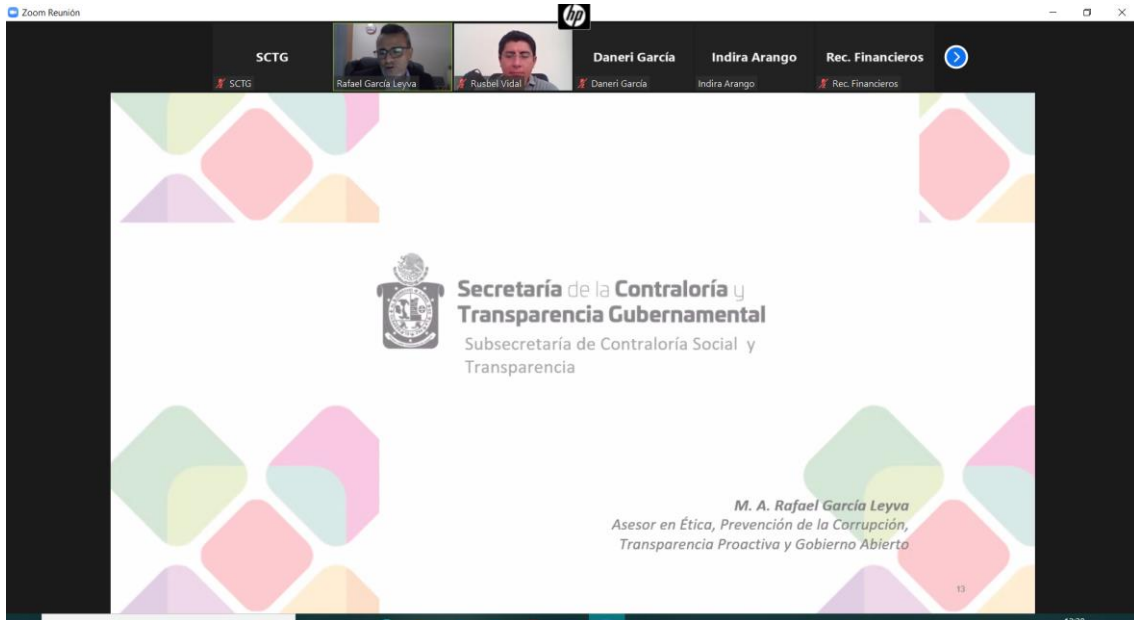 Zoom Reunión
hp
SCTG
Daneri García
Indira Arango
Rec. Financieros
SCTG
Rafael García Leyva
Rusbel Vidal
Daneri García
Indira Arango
Rec. Financieros
Secretaría de la Contraloría y
Transparencia Gubernamental
Subsecretaría de Contraloría Social y
Transparencia
M. A. Rafael García Leyva
Asesor en Ética, Prevención de la Corrupción,
Transparencia Proactiva y Gobierno Abierto
13